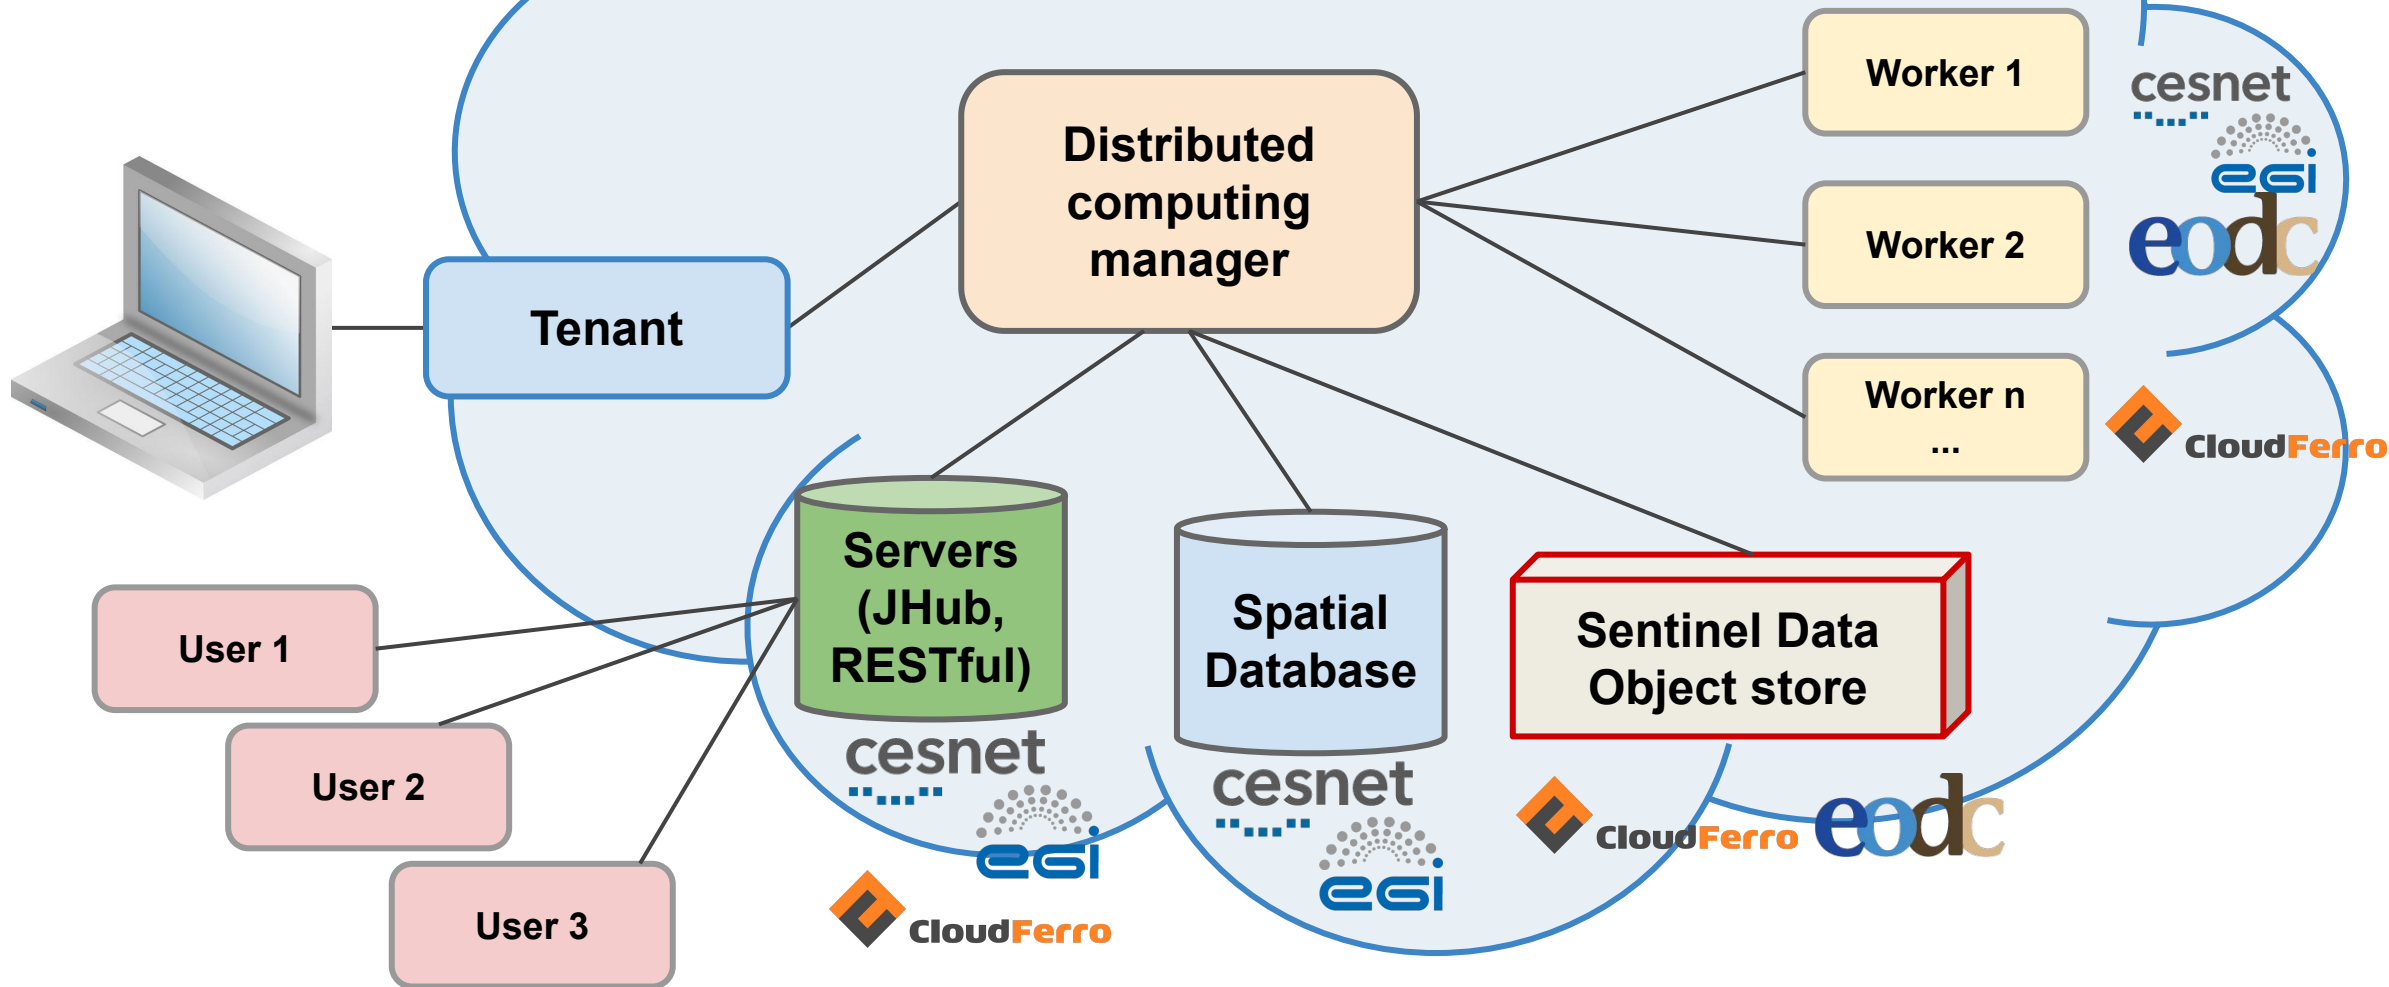 Worker 1
cesnet
egi
Distributed
computing
manager
Worker 2
eodc
Tenant
Worker n
...
CloudFerro
Servers
(JHub,
RESTful)
Spatial
Database
Sentinel Data
Object store
User 1
User 2
User 3
cesnet
egi
CloudFerro
cesnet
egi
CloudFerro
eodc